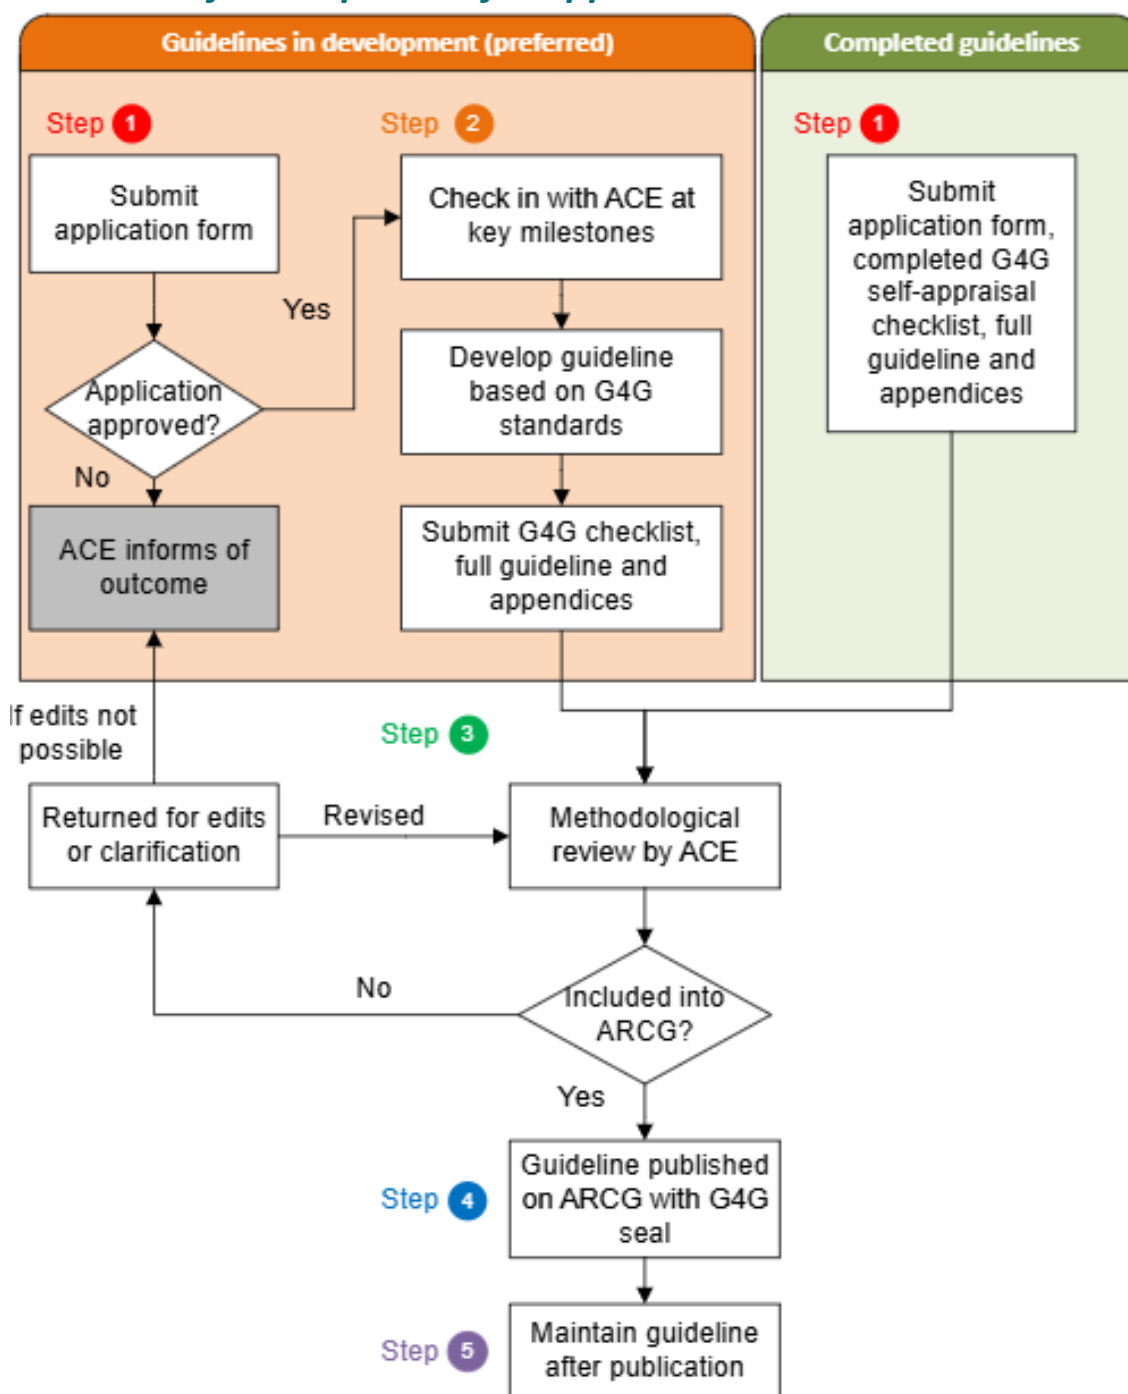 Guidelines in development (preferred)
Completed guidelines
Step 1
Step 2
Step 1
Submit
application form
Check in with ACE at
key milestones
Submit
application form,
completed G4G
self-appraisal
checklist, full
guideline and
appendices
Yes
Application
approved?
Develop guideline
based on G4G
standards
No
ACE informs of
outcome
Submit G4G checklist,
full guideline and
appendices
If edits not
possible
Step 3
Returned for edits
or clarification
Revised
Methodological
review by ACE
No
Included into
ARCG?
Yes
Step 4
Guideline published
on ARCG with G4G
seal
Step 5
Maintain guideline
after publication